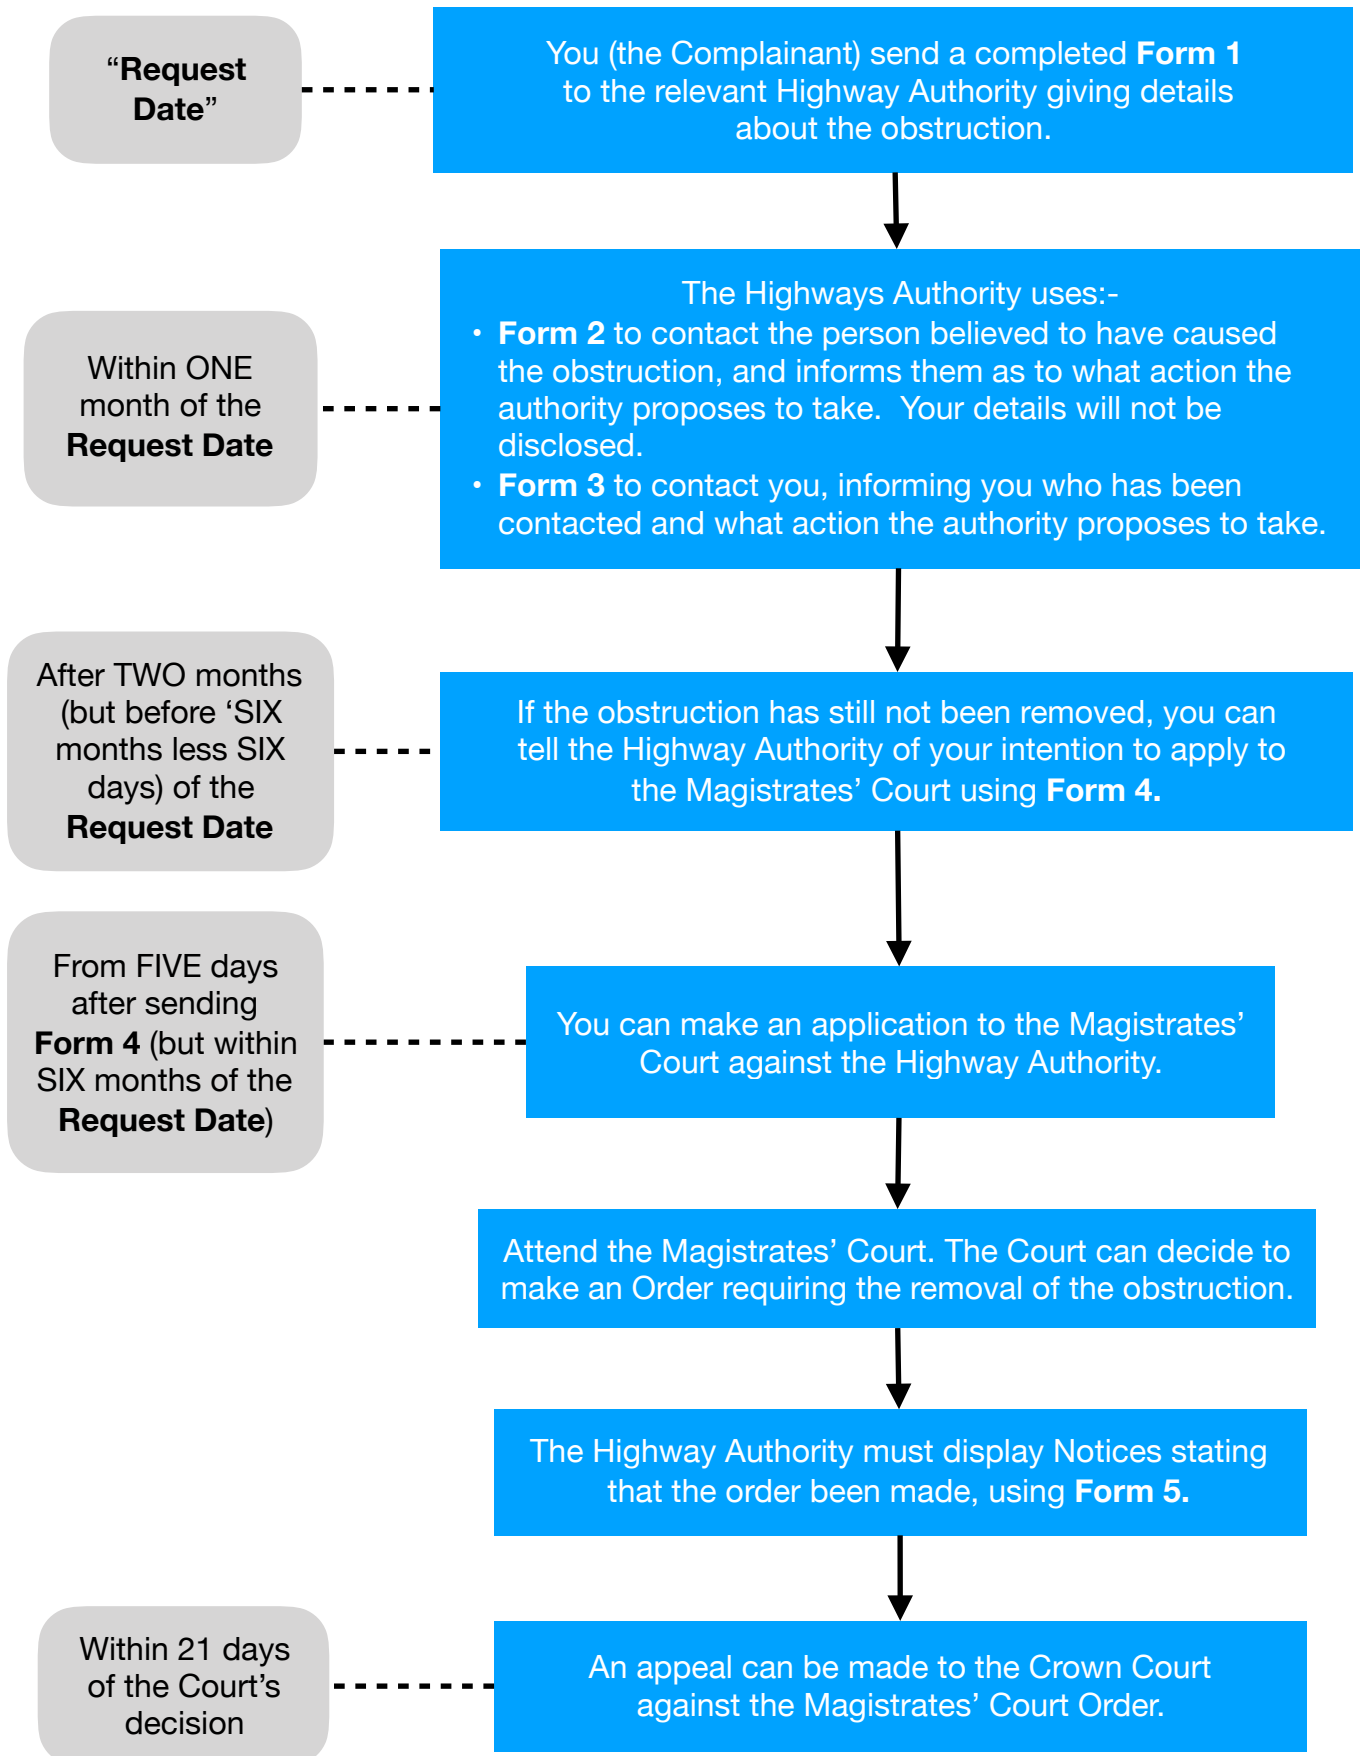 “Request
Date”
You (the Complainant) send a completed Form 1
to the relevant Highway Authority giving details
about the obstruction.
Within ONE
month of the
Request Date
The Highways Authority uses:-
• Form 2 to contact the person believed to have caused
the obstruction, and informs them as to what action the
authority proposes to take.  Your details will not be
disclosed.
• Form 3 to contact you, informing you who has been
contacted and what action the authority proposes to take.
After TWO months
(but before ‘SIX
months less SIX
days) of the
Request Date
If the obstruction has still not been removed, you can
tell the Highway Authority of your intention to apply to
the Magistrates’ Court using Form 4.
From FIVE days
after sending
Form 4 (but within
SIX months of the
Request Date)
You can make an application to the Magistrates’
Court against the Highway Authority.
Attend the Magistrates’ Court. The Court can decide to
make an Order requiring the removal of the obstruction.
The Highway Authority must display Notices stating
that the order been made, using Form 5.
Within 21 days
of the Court’s
decision
An appeal can be made to the Crown Court
against the Magistrates’ Court Order.